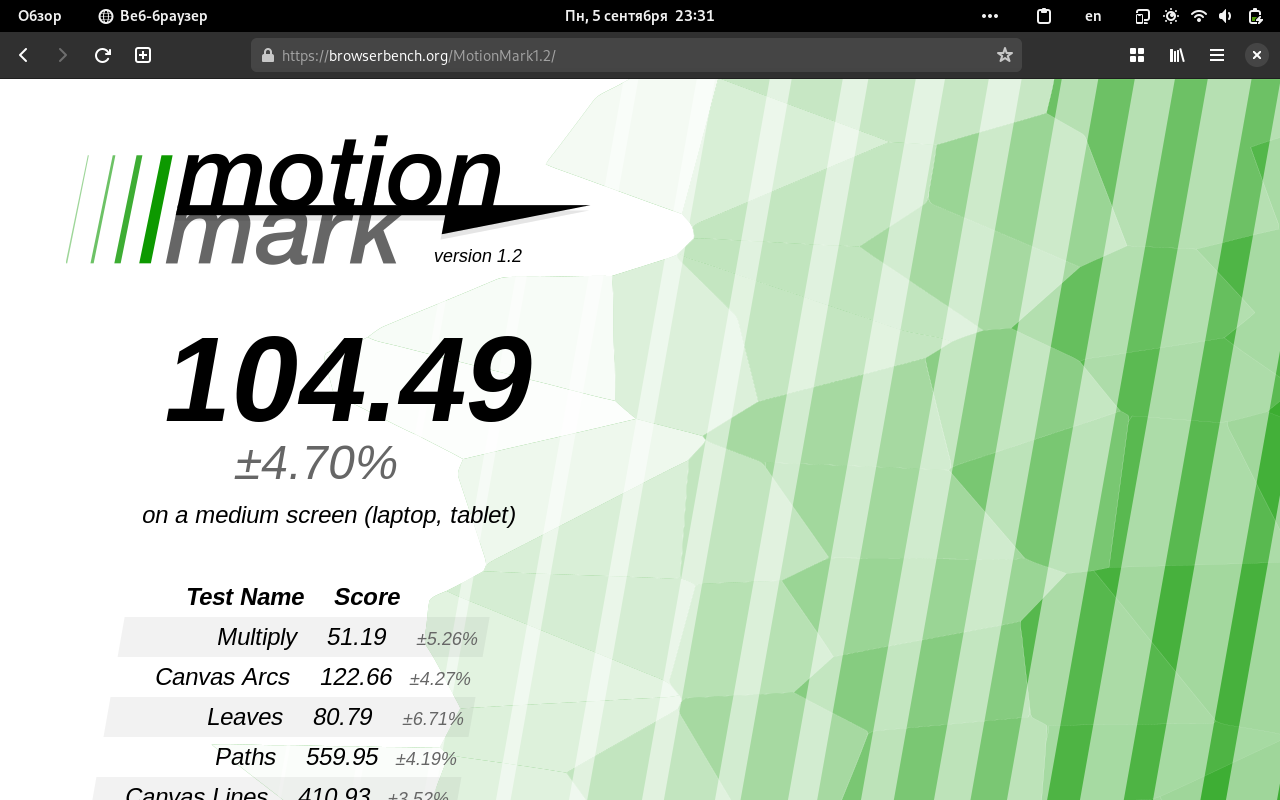 Обзор Веб-браузер Пн, 5 сентября 23:31 en
https://browserbench.org/MotionMark1.2/
motion
mark
version 1.2
104.49
±4.70%
on a medium screen (laptop, tablet)
Test Name Score
Multiply 51.19 ±5.26%
Canvas Arcs 122.66 ±4.27%
Leaves 80.79 ±6.71%
Paths 559.95 ±4.19%
Canvas Lines 410.93 ±3.52%